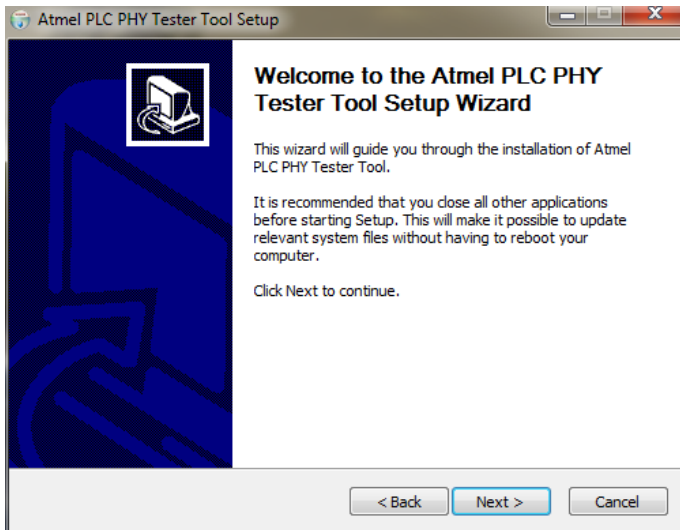 Atmel PLC PHY Tester Tool Setup
Welcome to the Atmel PLC PHY
Tester Tool Setup Wizard
This wizard will guide you through the installation of Atmel
PLC PHY Tester Tool.
It is recommended that you close all other applications
before starting Setup. This will make it possible to update
relevant system files without having to reboot your
computer.
Click Next to continue.
< Back Next > Cancel